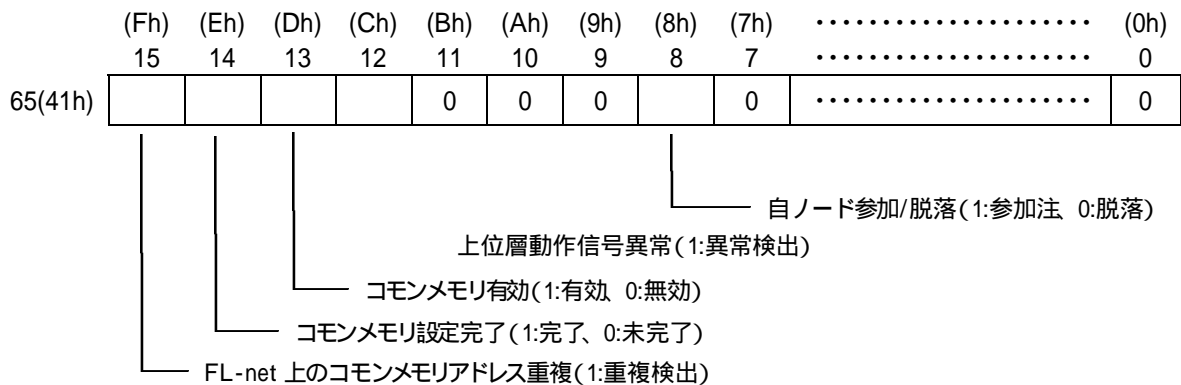 (Fh) (Eh) (Dh) (Ch) (Bh) (Ah) (9h) (8h) (7h) ・・・・・・・・・・・・・・・・・・・・・ (0h)
15 14 13 12 11 10 9 8 7 ・・・・・・・・・・・・・・・・・・・・・ 0
65(41h) 0 0 0 0 ・・・・・・・・・・・・・・・・・・・・・ 0
自ノード参加/脱落(1:参加注、0:脱落)
上位層動作信号異常(1:異常検出)
コモンメモリ有効(1:有効、0:無効)
コモンメモリ設定完了(1:完了、0:未完了)
FL-net 上のコモンメモリアドレス重複(1:重複検出)